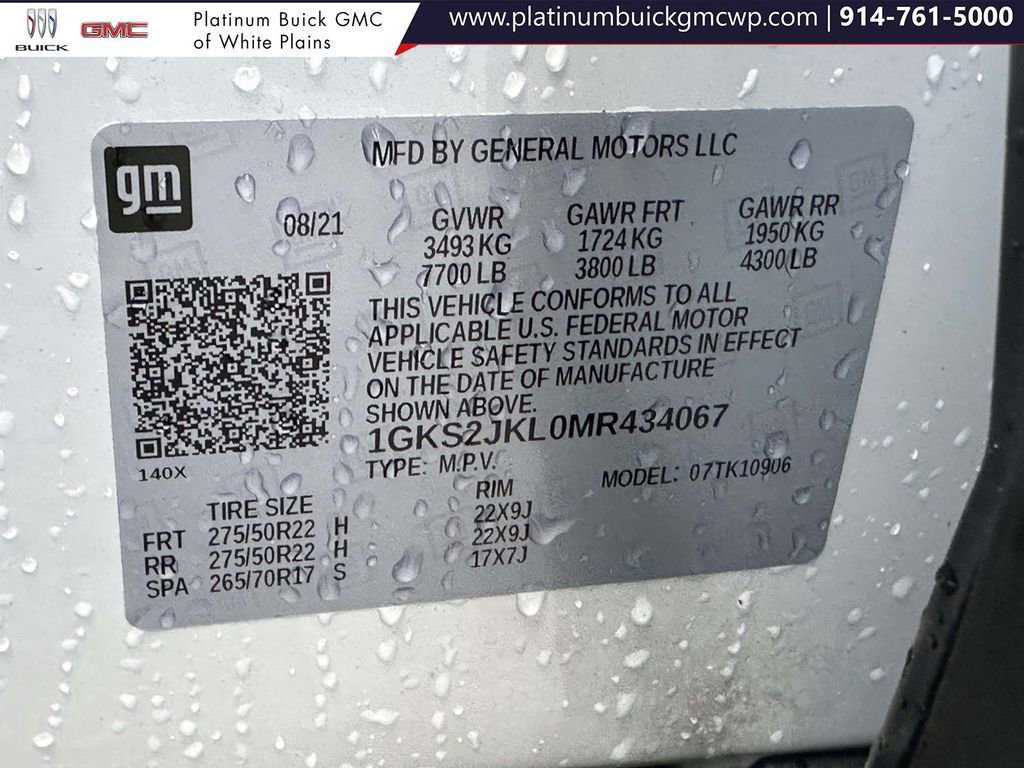 BUICK GMC Platinum Buick GMC of White Plains
www.platinumbuickgmcwp.com | 914-761-5000
gm
MFD BY GENERAL MOTORS LLC
08/21 GVWR GAWR FRT GAWR RR
3493 KG 1724 KG 1950 KG
7700 LB 3800 LB 4300 LB
THIS VEHICLE CONFORMS TO ALL
APPLICABLE U.S. FEDERAL MOTOR
VEHICLE SAFETY STANDARDS IN EFFECT
ON THE DATE OF MANUFACTURE
SHOWN ABOVE.
1GKS2JKL0MR434067
140X
TYPE: M.P.V. MODEL: 07TK10906
TIRE SIZE RIM
FRT 275/50R22 H 22X9J
RR 275/50R22 H 22X9J
SPA 265/70R17 S 17X7J